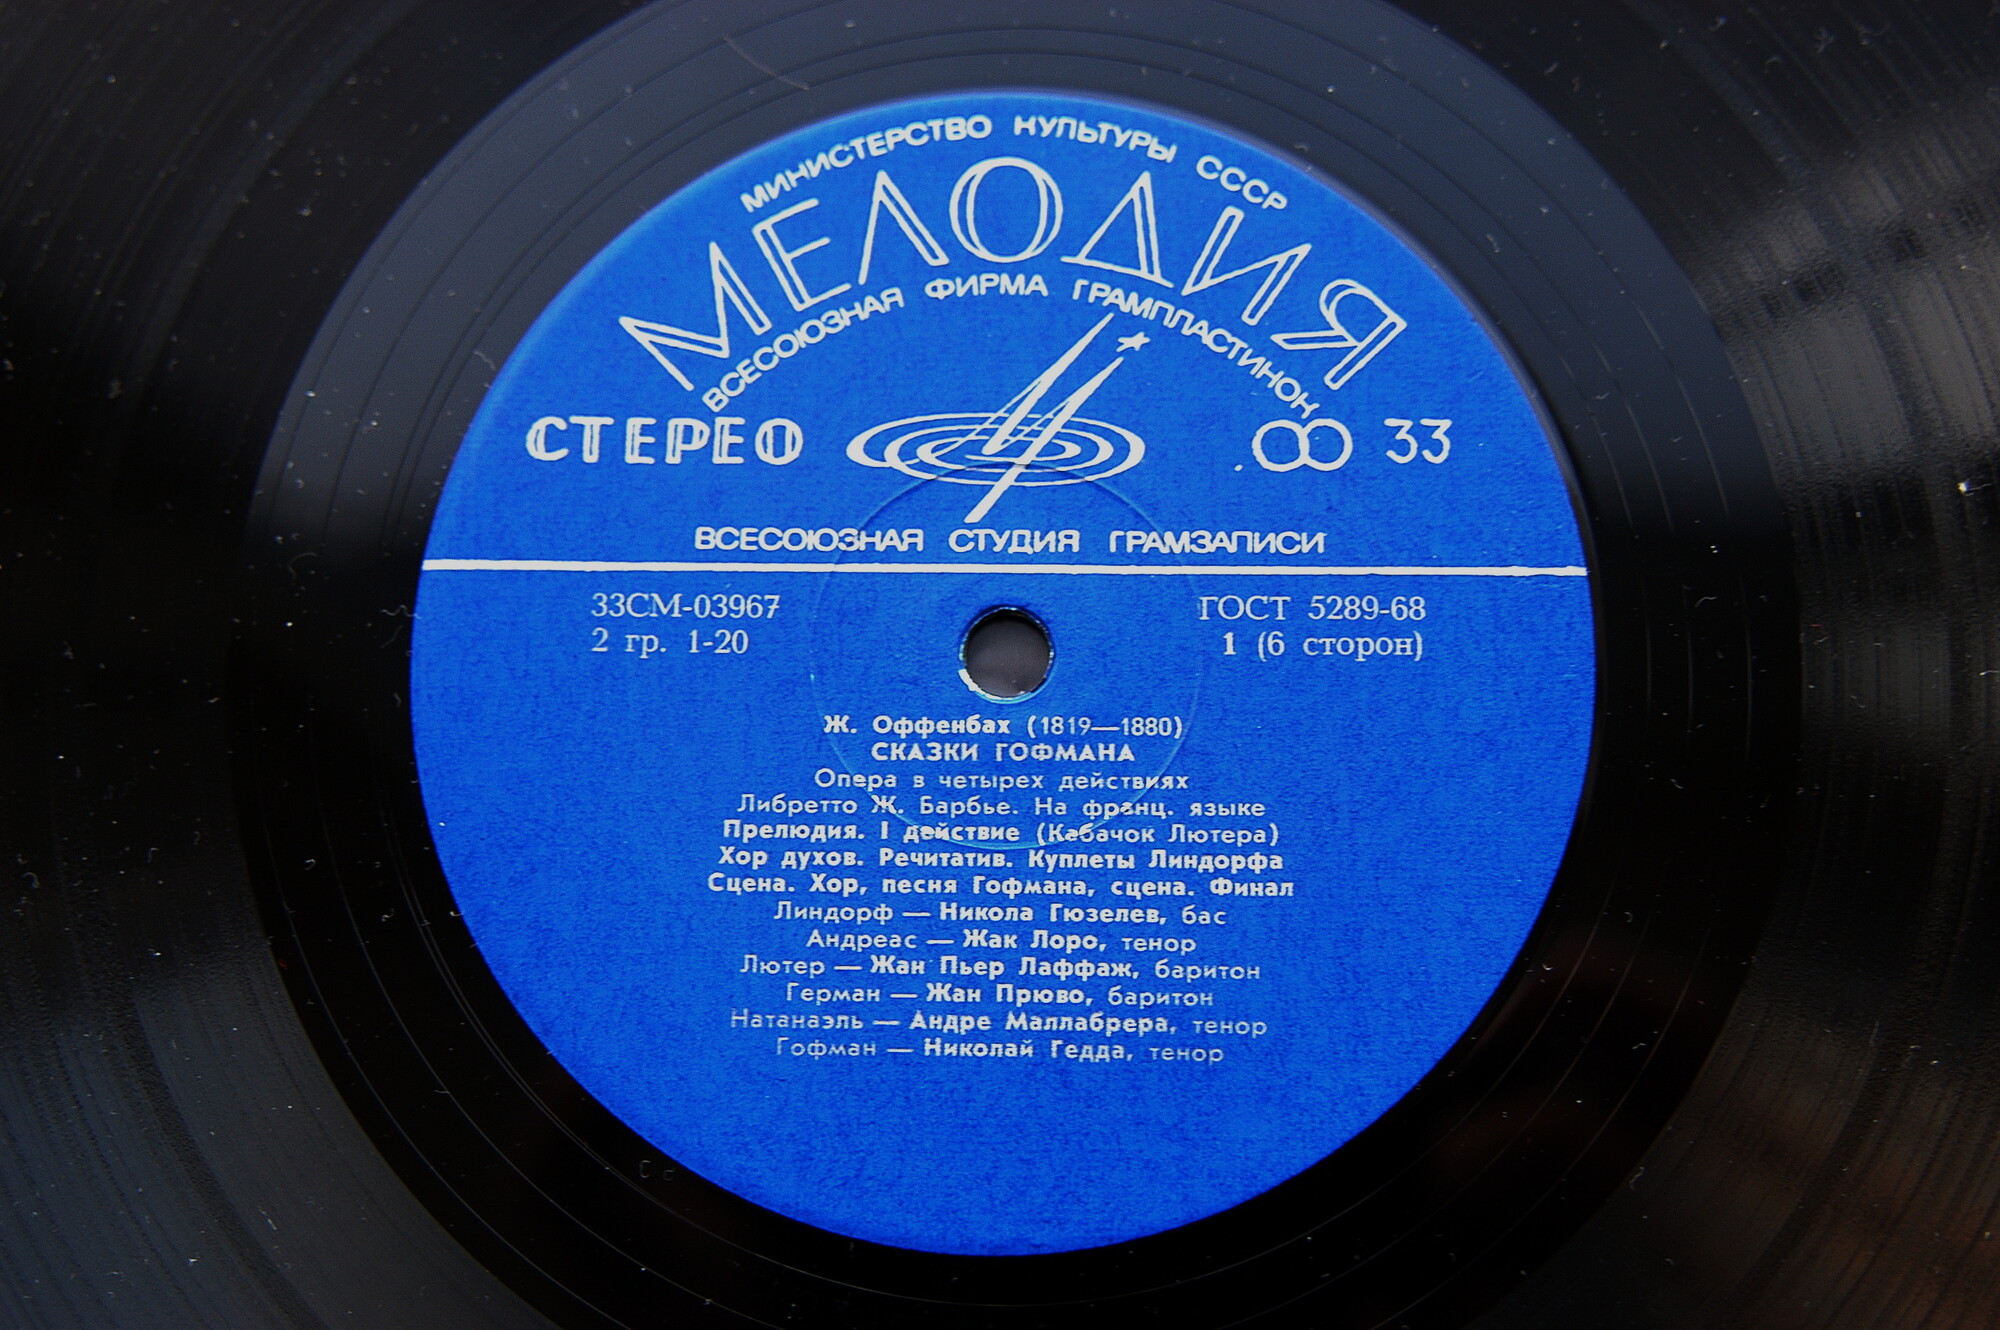 МИНИСТЕРСТВО КУЛЬТУРЫ СССР
МЕЛОДИЯ
ВСЕСОЮЗНАЯ ФИРМА ГРАМПЛАСТИНОК
СТЕРЕО 33
ВСЕСОЮЗНАЯ СТУДИЯ ГРАМЗАПИСИ
33СМ-03967 ГОСТ 5289-68
2 гр. 1-20 1 (6 сторон)
Ж. Оффенбах (1819—1880)
СКАЗКИ ГОФМАНА
Опера в четырех действиях
Либретто Ж. Барбье. На франц. языке
Прелюдия. I действие (Кабачок Лютера)
Хор духов. Речитатив. Куплеты Линдорфа
Сцена. Хор, песня Гофмана, сцена. Финал
Линдорф — Никола Гюзелев, бас
Андреас — Жак Лоро, тенор
Лютер — Жан Пьер Лаффаж, баритон
Герман — Жан Прюво, баритон
Натанаэль — Андре Маллабрера, тенор
Гофман — Николай Гедда, тенор